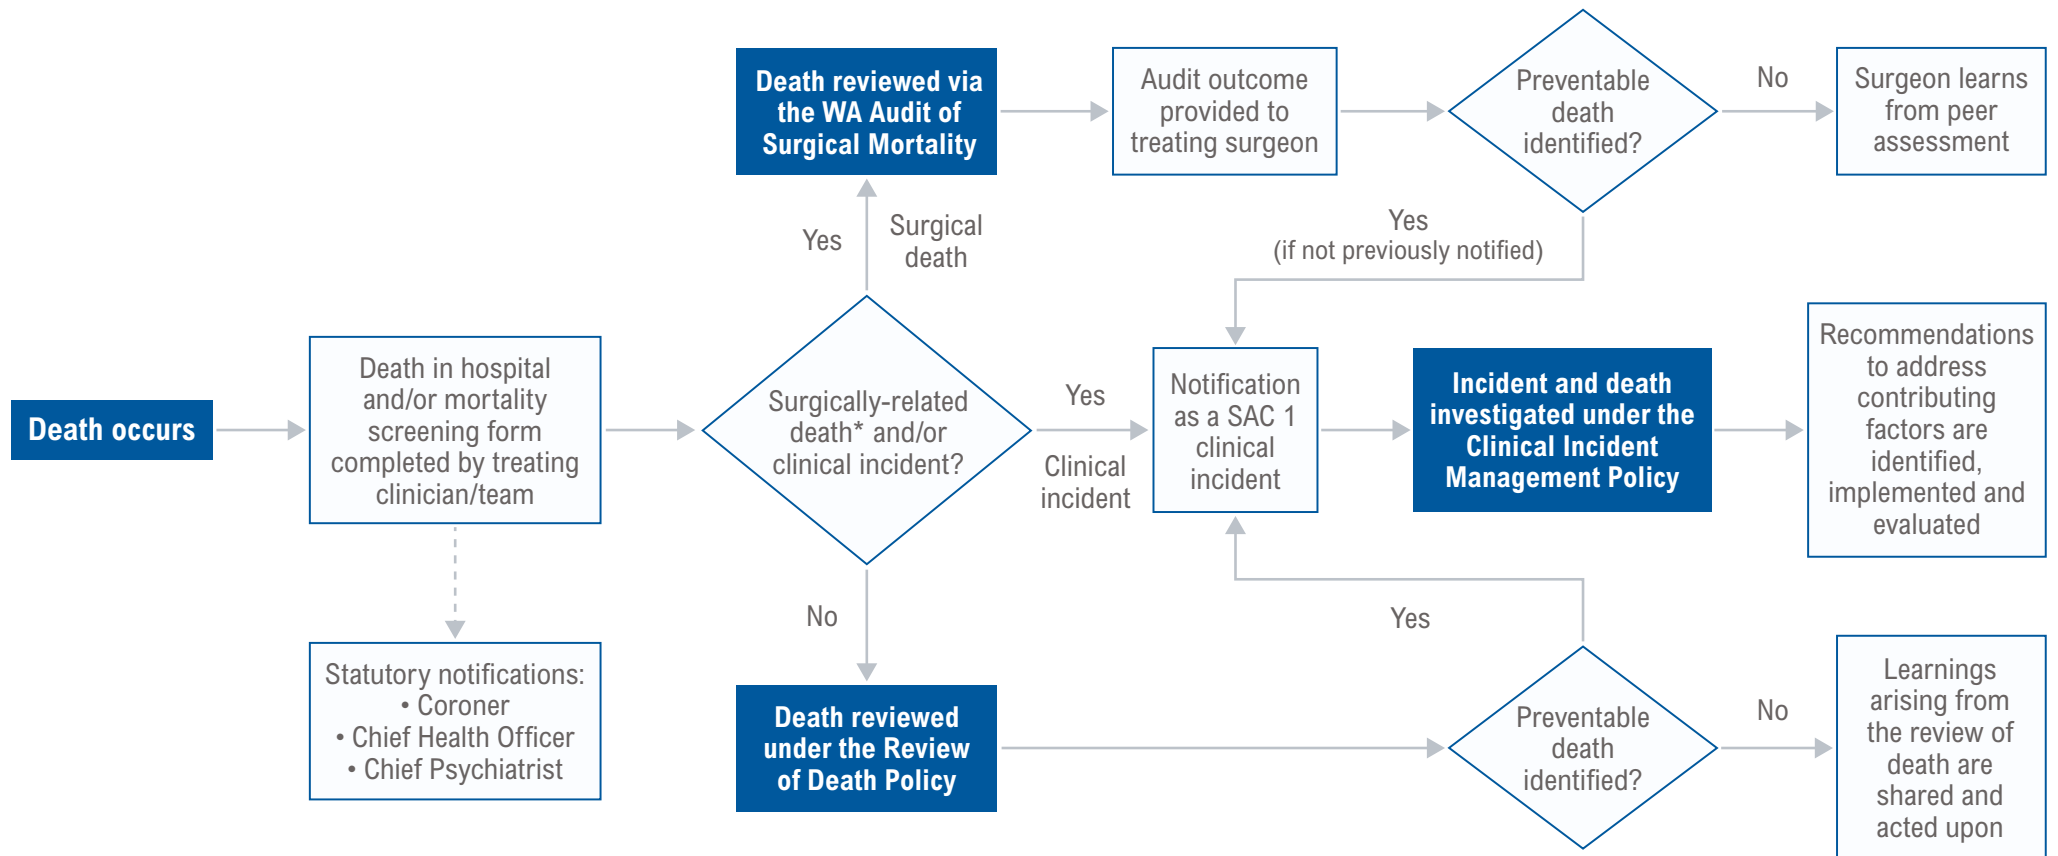 Death occurs
Death in hospital
and/or mortality
screening form
completed by treating
clinician/team
Statutory notifications:
• Coroner
• Chief Health Officer
• Chief Psychiatrist
Surgically-related
death* and/or
clinical incident?
Yes
Surgical
death
Death reviewed via
the WA Audit of
Surgical Mortality
Audit outcome
provided to
treating surgeon
Preventable
death
identified?
No
Surgeon learns
from peer
assessment
Yes
(if not previously notified)
Yes
Clinical
incident
Notification
as a SAC 1
clinical
incident
Incident and death
investigated under the
Clinical Incident
Management Policy
Recommendations
to address
contributing
factors are
identified,
implemented and
evaluated
No
Death reviewed
under the Review
of Death Policy
Yes
Preventable
death
identified?
No
Learnings
arising from
the review of
death are
shared and
acted upon